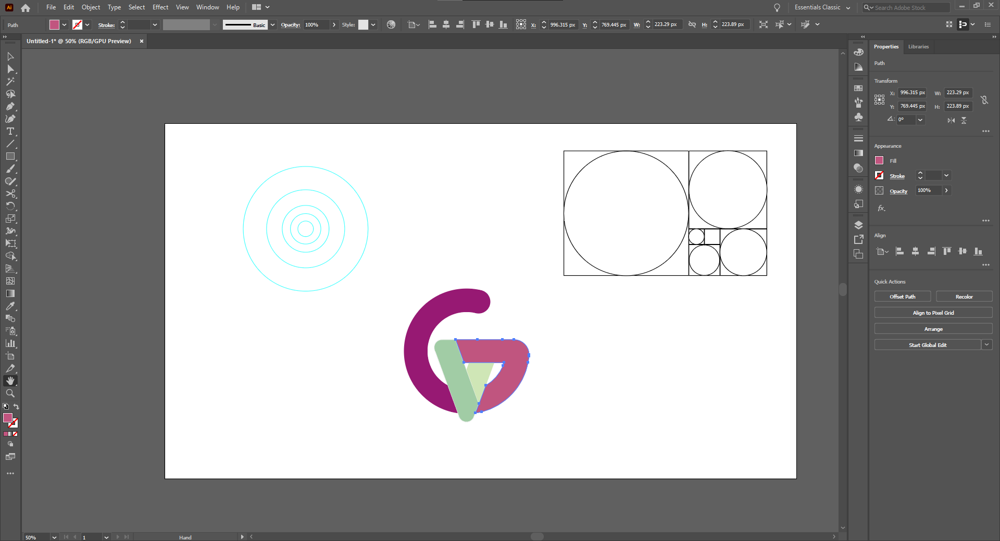 Ai File Edit Object Type Select Effect View Window Help Essentials Classic Search Adobe Stock
Path Stroke: Basic Opacity: 100% Style: X: 996.315 px Y: 769.445 px W: 223.29 px H: 223.89 px
Untitled-1* @ 50% (RGB/GPU Preview) ×
Properties Libraries
Path
Transform
X: 996.315 px W: 223.29 px
Y: 769.445 px H: 223.89 px
0°
Appearance
Fill
Stroke
Opacity 100%
fx.
Align
Quick Actions
Offset Path Recolor
Align to Pixel Grid
Arrange
Start Global Edit
50% 1 Hand